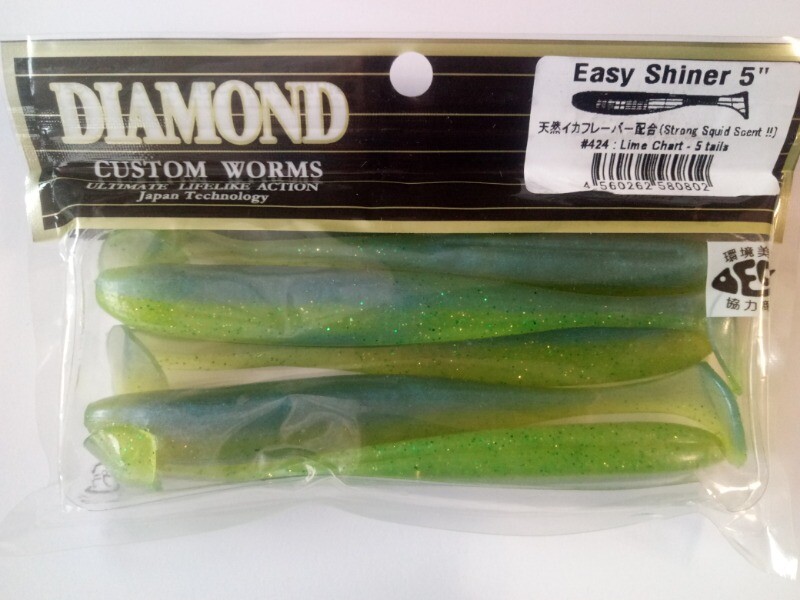 DIAMOND
CUSTOM WORMS
ULTIMATE LIFELIKE ACTION
Japan Technology
Easy Shiner 5"
天然イカフレーバー配合(Strong Squid Scent !!)
#424 : Lime Chart - 5 tails
4 560262 580802
環境美
協力